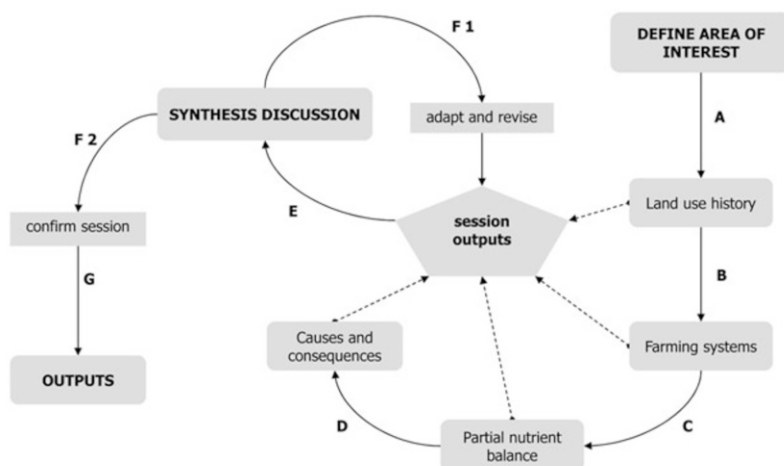 F 1
DEFINE AREA OF
INTEREST
SYNTHESIS DISCUSSION
adapt and revise
A
F 2
Land use history
confirm session
E
session
outputs
B
G
Causes and
consequences
Farming systems
OUTPUTS
D
Partial nutrient
balance
C